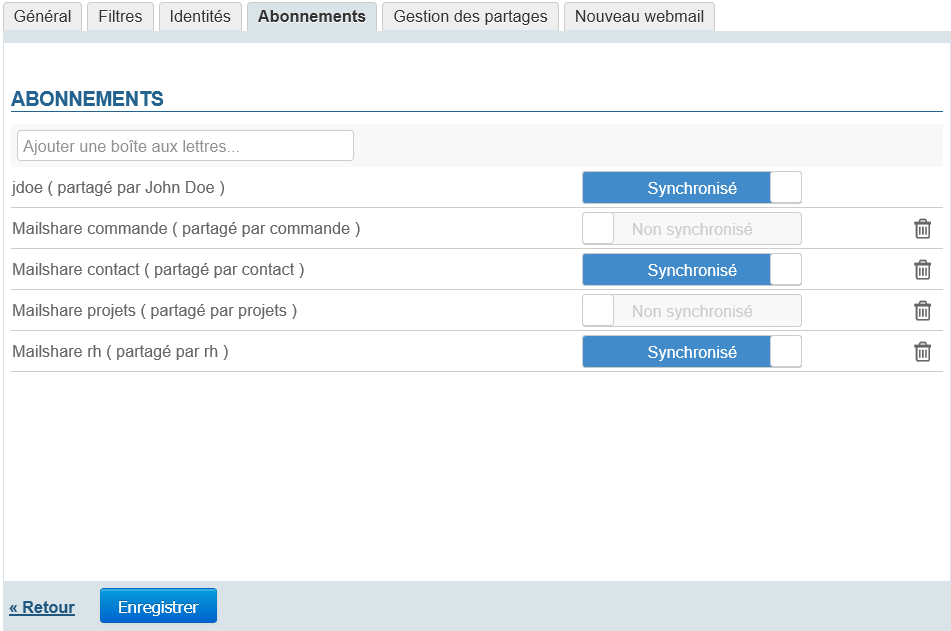 Général Filtres Identités Abonnements Gestion des partages Nouveau webmail
ABONNEMENTS
Ajouter une boîte aux lettres...
jdoe ( partagé par John Doe ) Synchronisé
Mailshare commande ( partagé par commande ) Non synchronisé
Mailshare contact ( partagé par contact ) Synchronisé
Mailshare projets ( partagé par projets ) Non synchronisé
Mailshare rh ( partagé par rh ) Synchronisé
« Retour Enregistrer